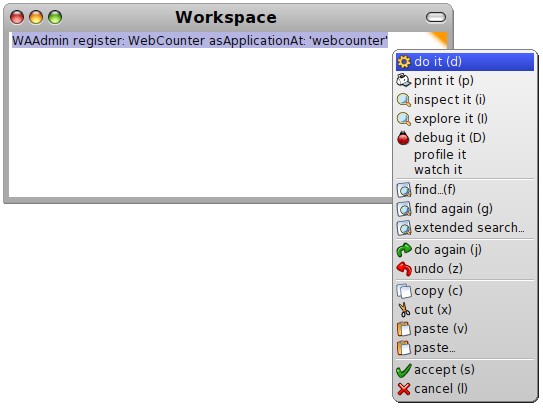 Workspace
WAAdmin register: WebCounter asApplicationAt: 'webcounter'
do it (d)
print it (p)
inspect it (i)
explore it (I)
debug it (D)
profile it
watch it
find...(f)
find again (g)
extended search...
do again (j)
undo (z)
copy (c)
cut (x)
paste (v)
paste...
accept (s)
cancel (l)